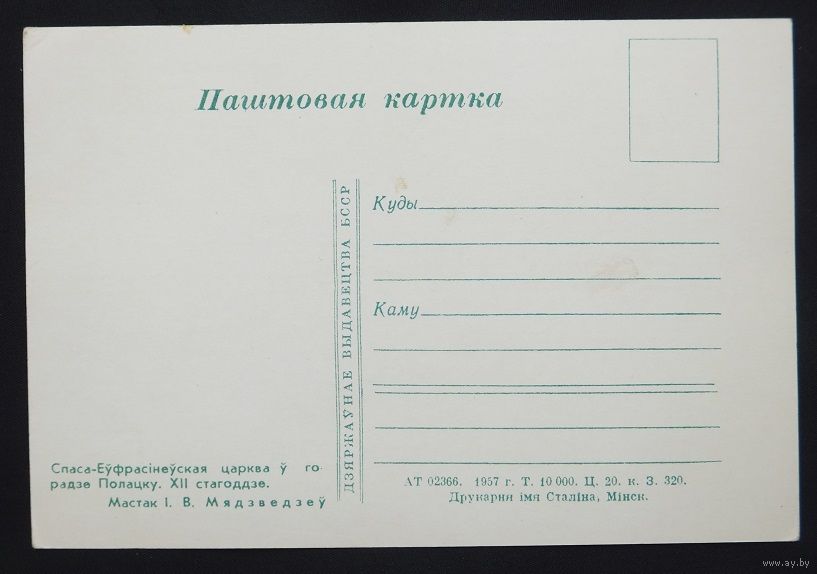 Паштовая картка
Куды
Каму
ДЗЯРЖАЎНАЕ ВЫДАВЕЦТВА БССР
Спаса-Еўфрасінеўская царква ў го-
радзе Полацку. XII стагоддзе.
Мастак І. В. Мядзведзеў
АТ 02366. 1957 г. Т. 10 000. Ц. 20. к. З. 320.
Друкарня імя Сталіна, Мінск.
www.ay.by